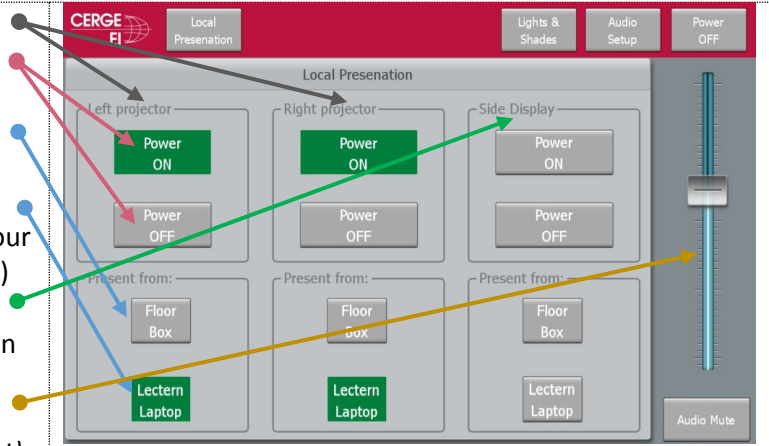 CERGE
EI
Local
Presenation
Lights &
Shades
Audio
Setup
Power
OFF
Local Presenation
Left projector
Right projector
Side Display
Power
ON
Power
ON
Power
ON
Power
OFF
Power
OFF
Power
OFF
our
)
Present from:
Present from:
Present from:
Floor
Box
Floor
Box
Floor
Box
n
Lectern
Laptop
Lectern
Laptop
Lectern
Laptop
Audio Mute